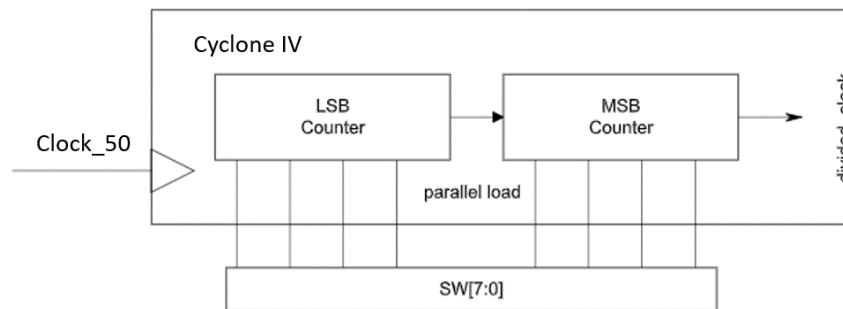 Cyclone IV
LSB
Counter
MSB
Counter
Clock_50
parallel load
SW[7:0]